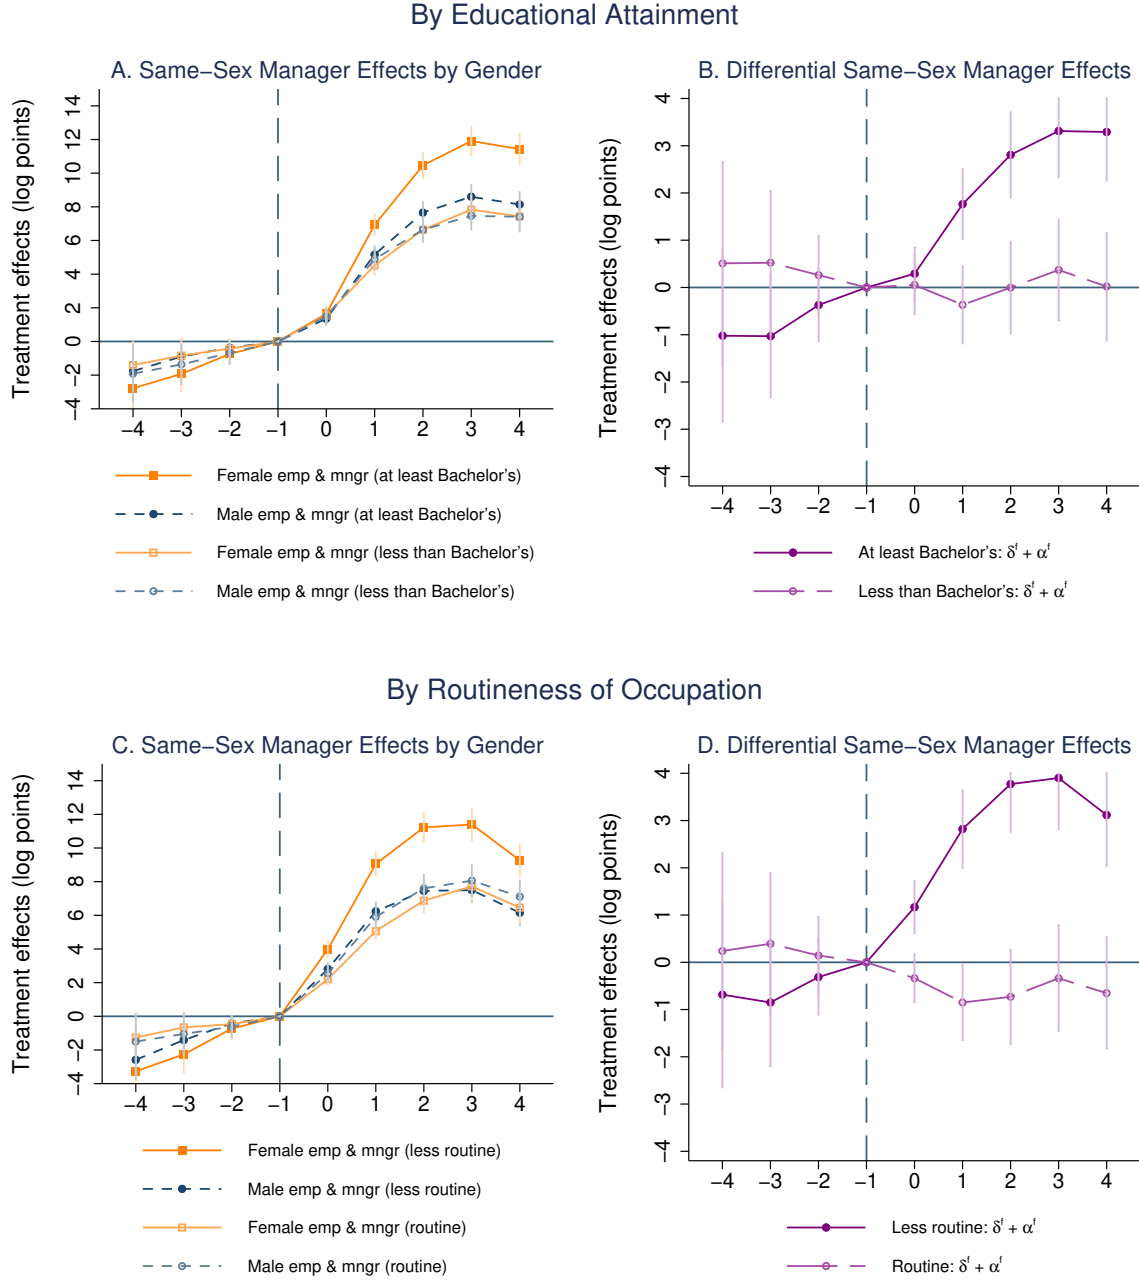 By Educational Attainment
A. Same−Sex Manager Effects by Gender
Treatment effects (log points)
14
12
10
8
6
4
2
0
−2
−4
−4 −3 −2 −1 0 1 2 3 4
Female emp & mngr (at least Bachelor's)
Male emp & mngr (at least Bachelor's)
Female emp & mngr (less than Bachelor's)
Male emp & mngr (less than Bachelor's)
B. Differential Same−Sex Manager Effects
Treatment effects (log points)
4
3
2
1
0
−1
−2
−3
−4
−4 −3 −2 −1 0 1 2 3 4
At least Bachelor's: δᶠ + αᶠ
Less than Bachelor's: δᶠ + αᶠ
By Routineness of Occupation
C. Same−Sex Manager Effects by Gender
Treatment effects (log points)
14
12
10
8
6
4
2
0
−2
−4
−4 −3 −2 −1 0 1 2 3 4
Female emp & mngr (less routine)
Male emp & mngr (less routine)
Female emp & mngr (routine)
Male emp & mngr (routine)
D. Differential Same−Sex Manager Effects
Treatment effects (log points)
4
3
2
1
0
−1
−2
−3
−4
−4 −3 −2 −1 0 1 2 3 4
Less routine: δᶠ + αᶠ
Routine: δᶠ + αᶠ